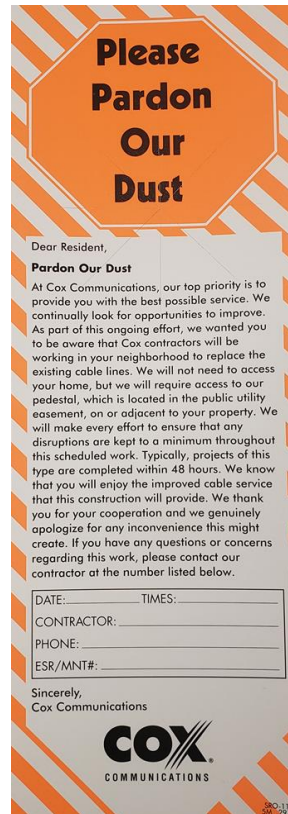 Please
Pardon
Our
Dust
Dear Resident,
Pardon Our Dust
At Cox Communications, our top priority is to
provide you with the best possible service. We
continually look for opportunities to improve.
As part of this ongoing effort, we wanted you
to be aware that Cox contractors will be
working in your neighborhood to replace the
existing cable lines. We will not need to access
your home, but we will require access to our
pedestal, which is located in the public utility
easement, on or adjacent to your property. We
will make every effort to ensure that any
disruptions are kept to a minimum throughout
this scheduled work. Typically, projects of this
type are completed within 48 hours. We know
that you will enjoy the improved cable service
that this construction will provide. We thank
you for your cooperation and we genuinely
apologize for any inconvenience this might
create. If you have any questions or concerns
regarding this work, please contact our
contractor at the number listed below.
DATE: TIMES:
CONTRACTOR:
PHONE:
ESR/MNT#:
Sincerely,
Cox Communications
COX
COMMUNICATIONS